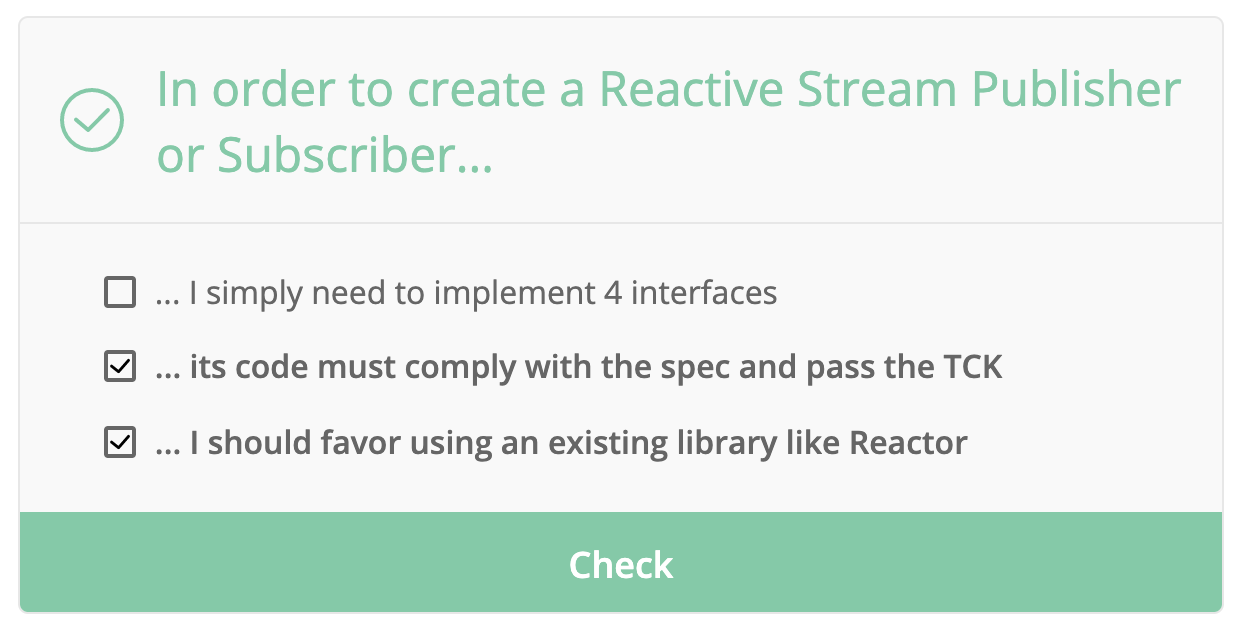 In order to create a Reactive Stream Publisher
or Subscriber...
... I simply need to implement 4 interfaces
... its code must comply with the spec and pass the TCK
... I should favor using an existing library like Reactor
Check